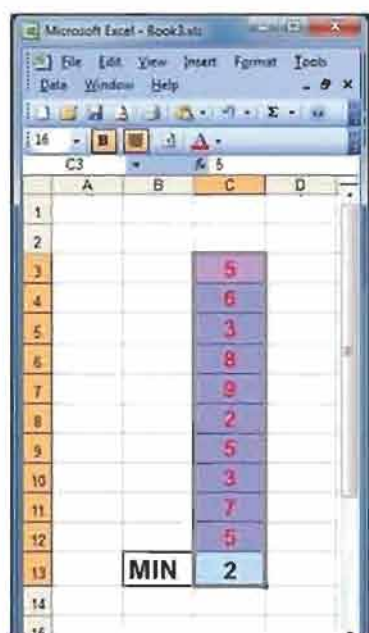 Microsoft Excel - Book3.xls
File Edit View Insert Format Tools
Data Window Help
16 B A
C3 fx 5
A B C D
1
2
3 5
4 6
5 3
6 8
7 9
8 2
9 5
10 3
11 7
12 5
13 MIN 2
14
15